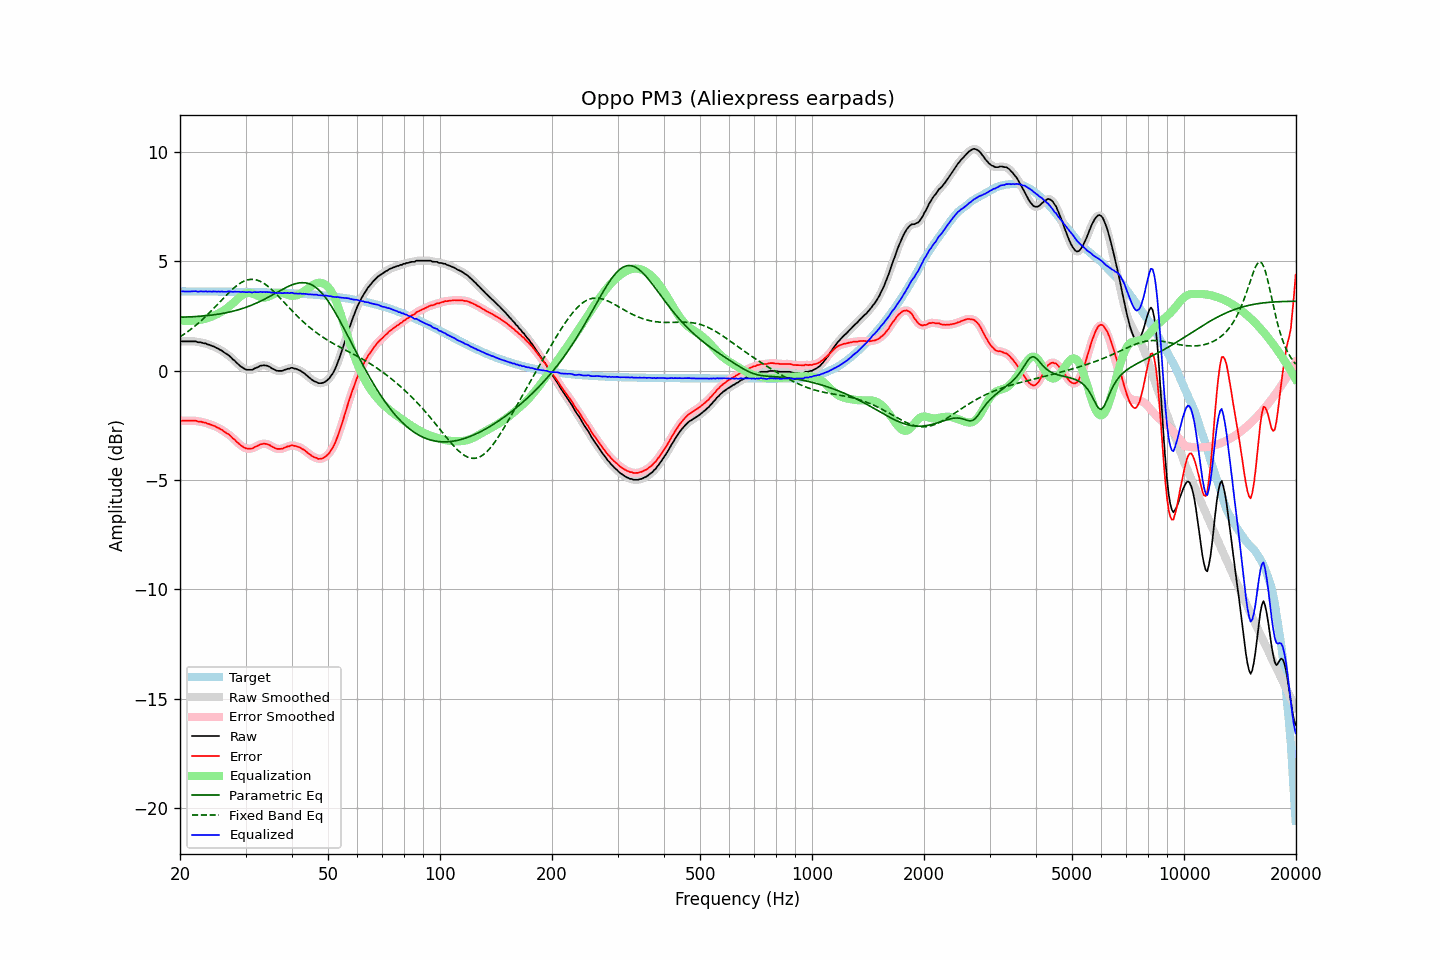 Oppo PM3 (Aliexpress earpads)
Amplitude (dBr)
10
5
0
−5
−10
−15
−20
Target
Raw Smoothed
Error Smoothed
Raw
Error
Equalization
Parametric Eq
Fixed Band Eq
Equalized
20
50
100
200
500
1000
2000
5000
10000
20000
Frequency (Hz)